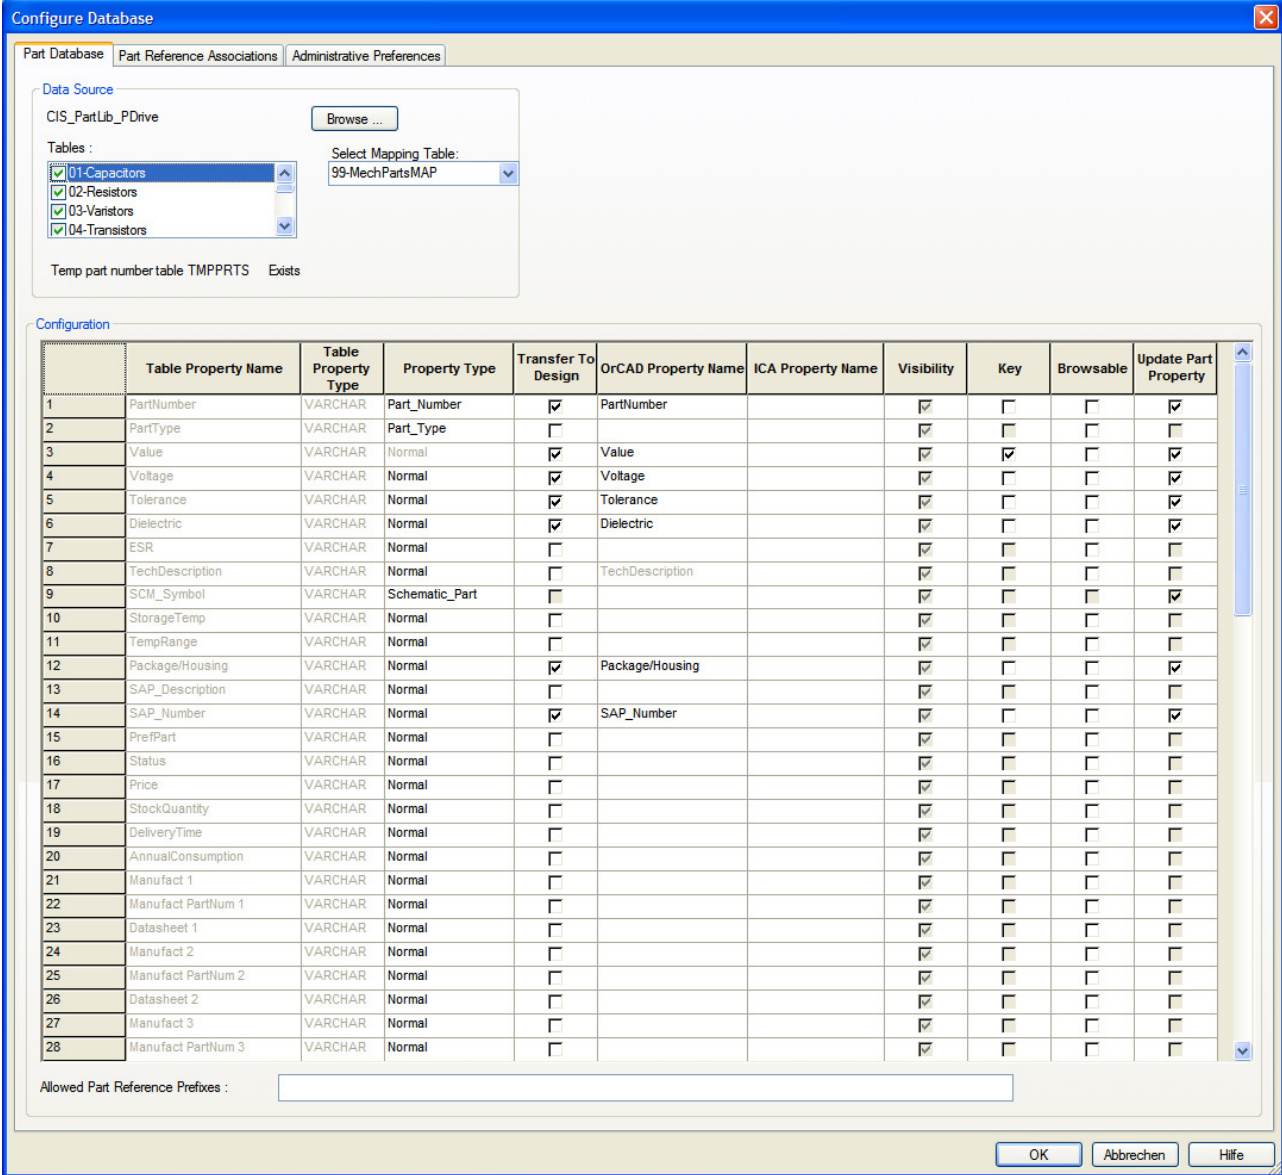 Configure Database
Part Database Part Reference Associations Administrative Preferences
Data Source
CIS_PartLib_PDrive Browse ...
Tables : Select Mapping Table:
01-Capacitors 99-MechPartsMAP
02-Resistors
03-Varistors
04-Transistors
Temp part number table TMPPRTS Exists
Configuration
Table Property Name Table Property Type Property Type Transfer To Design OrCAD Property Name ICA Property Name Visibility Key Browsable Update Part Property
1 PartNumber VARCHAR Part_Number PartNumber
2 PartType VARCHAR Part_Type
3 Value VARCHAR Normal Value
4 Voltage VARCHAR Normal Voltage
5 Tolerance VARCHAR Normal Tolerance
6 Dielectric VARCHAR Normal Dielectric
7 ESR VARCHAR Normal
8 TechDescription VARCHAR Normal TechDescription
9 SCM_Symbol VARCHAR Schematic_Part
10 StorageTemp VARCHAR Normal
11 TempRange VARCHAR Normal
12 Package/Housing VARCHAR Normal Package/Housing
13 SAP_Description VARCHAR Normal
14 SAP_Number VARCHAR Normal SAP_Number
15 PrefPart VARCHAR Normal
16 Status VARCHAR Normal
17 Price VARCHAR Normal
18 StockQuantity VARCHAR Normal
19 DeliveryTime VARCHAR Normal
20 AnnualConsumption VARCHAR Normal
21 Manufact 1 VARCHAR Normal
22 Manufact PartNum 1 VARCHAR Normal
23 Datasheet 1 VARCHAR Normal
24 Manufact 2 VARCHAR Normal
25 Manufact PartNum 2 VARCHAR Normal
26 Datasheet 2 VARCHAR Normal
27 Manufact 3 VARCHAR Normal
28 Manufact PartNum 3 VARCHAR Normal
Allowed Part Reference Prefixes :
OK Abbrechen Hilfe